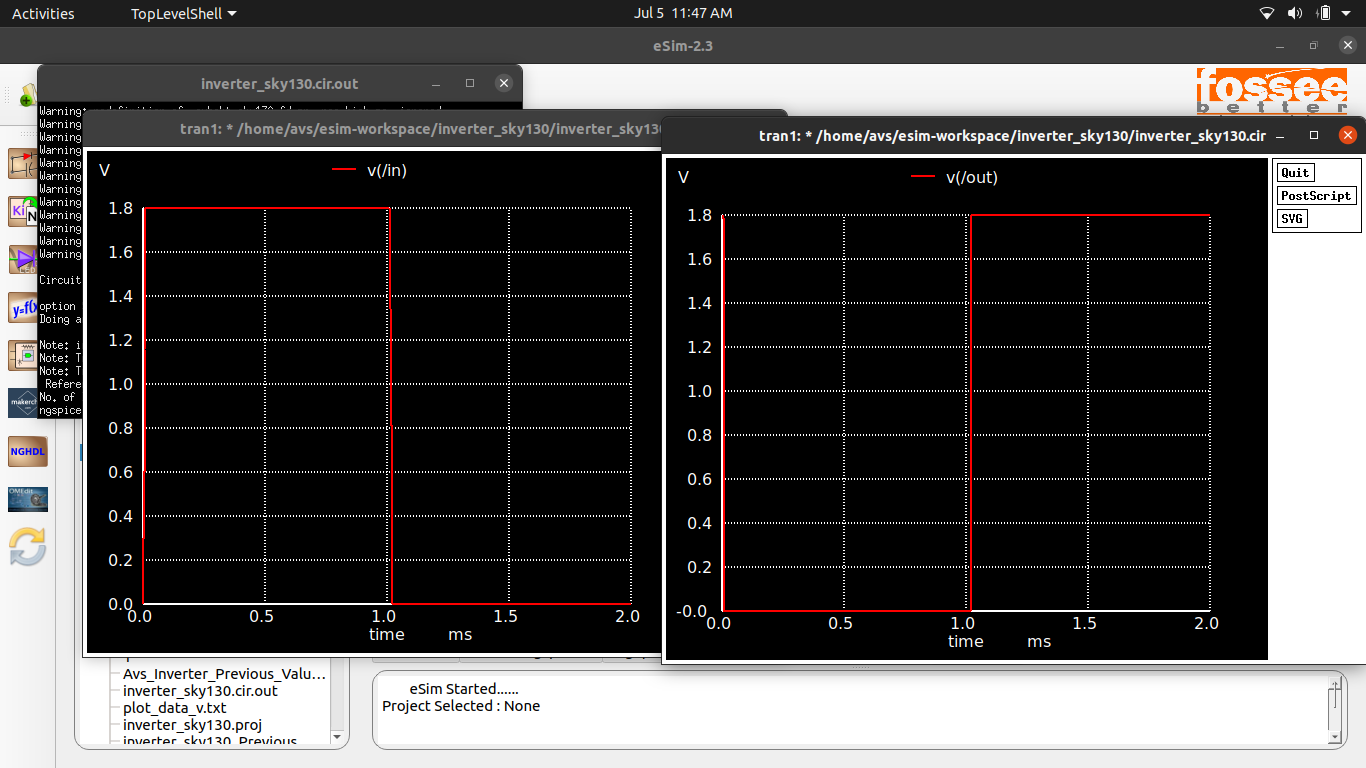 Activities
TopLevelShell
Jul 5 11:47 AM
eSim-2.3
fossee
better
inverter_sky130.cir.out
Warning:
Warning
Warning
Warning
Warning
Warning
Warning
Warning
Warning
Warning
Warning
Warning
Circuit
option
Doing a
Note: i
Note: T
Note: T
Refere
No. of
ngspice
Ki
N
LED
y=f(x
makerch
NGHDL
OMEdit
tran1: * /home/avs/esim-workspace/inverter_sky130/inverter_sky130
V
v(/in)
1.8
1.6
1.4
1.2
1.0
0.8
0.6
0.4
0.2
0.0
0.0 0.5 1.0 1.5 2.0
time ms
tran1: * /home/avs/esim-workspace/inverter_sky130/inverter_sky130.cir
V
v(/out)
1.8
1.6
1.4
1.2
1.0
0.8
0.6
0.4
0.2
-0.0
0.0 0.5 1.0 1.5 2.0
time ms
Quit
PostScript
SVG
Avs_Inverter_Previous_Valu...
inverter_sky130.cir.out
plot_data_v.txt
inverter_sky130.proj
inverter_sky130_Previous
eSim Started......
Project Selected : None